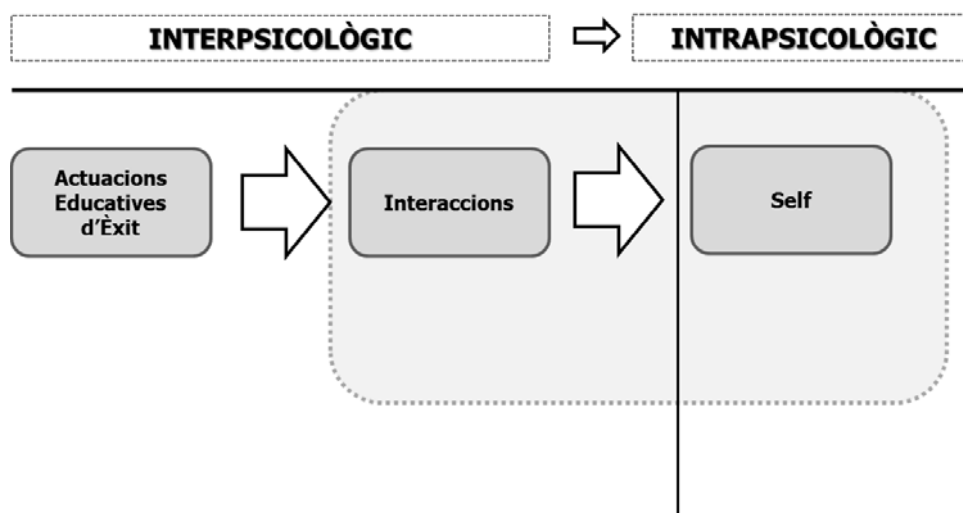 INTERPSICOLÒGIC
INTRAPSICOLÒGIC
Actuacions
Educatives
d'Èxit
Interaccions
Self